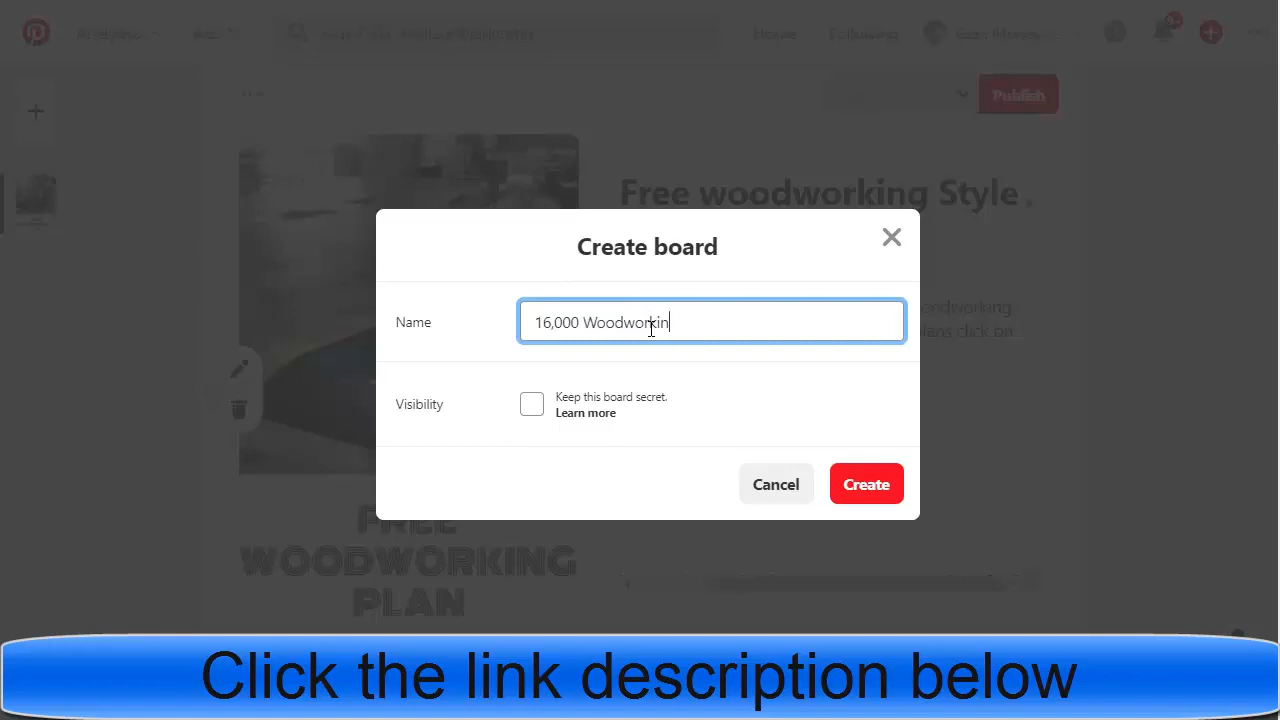 Home
Following
9+
Publish
Free woodworking Style .
Create board
Name
16,000 Woodworkin
Visibility
Keep this board secret.
Learn more
Cancel
Create
FREE
WOODWORKING
PLAN
Click the link description below